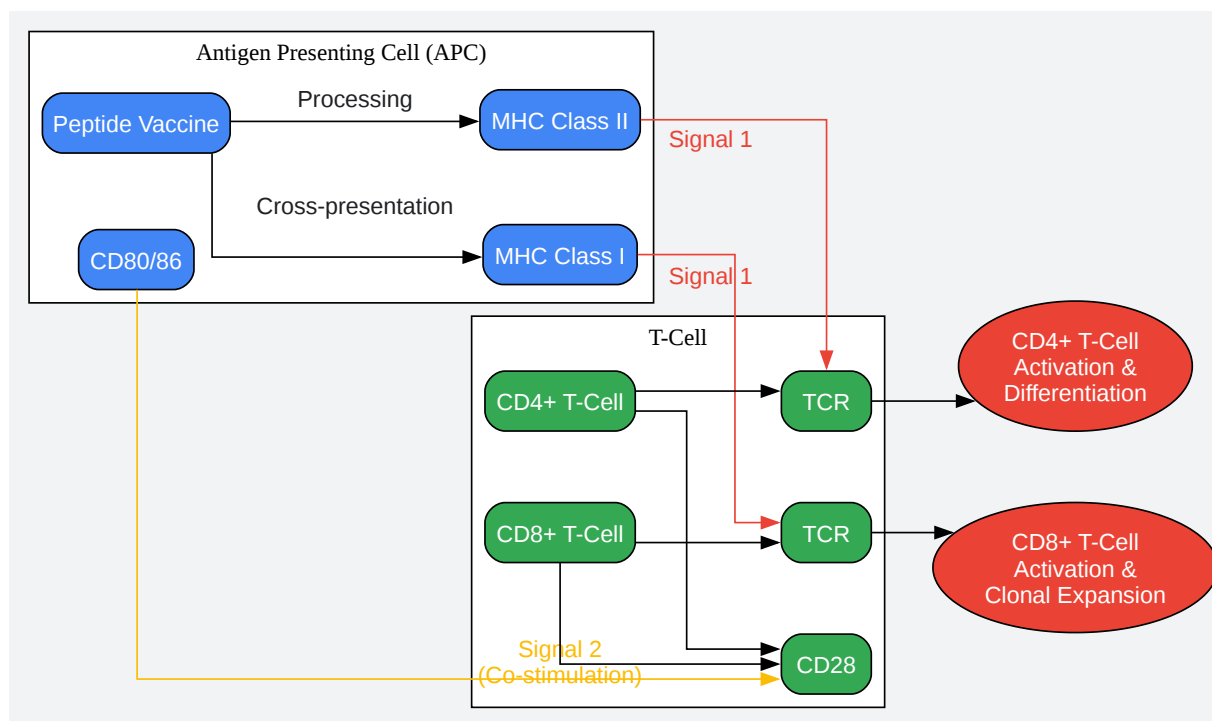 Antigen Presenting Cell (APC)
Peptide Vaccine
Processing
MHC Class II
Signal 1
Cross-presentation
CD80/86
MHC Class I
Signal 1
T-Cell
CD4+ T-Cell
TCR
CD4+ T-Cell
Activation &
Differentiation
CD8+ T-Cell
TCR
CD8+ T-Cell
Activation &
Clonal Expansion
Signal 2
(Co-stimulation)
CD28